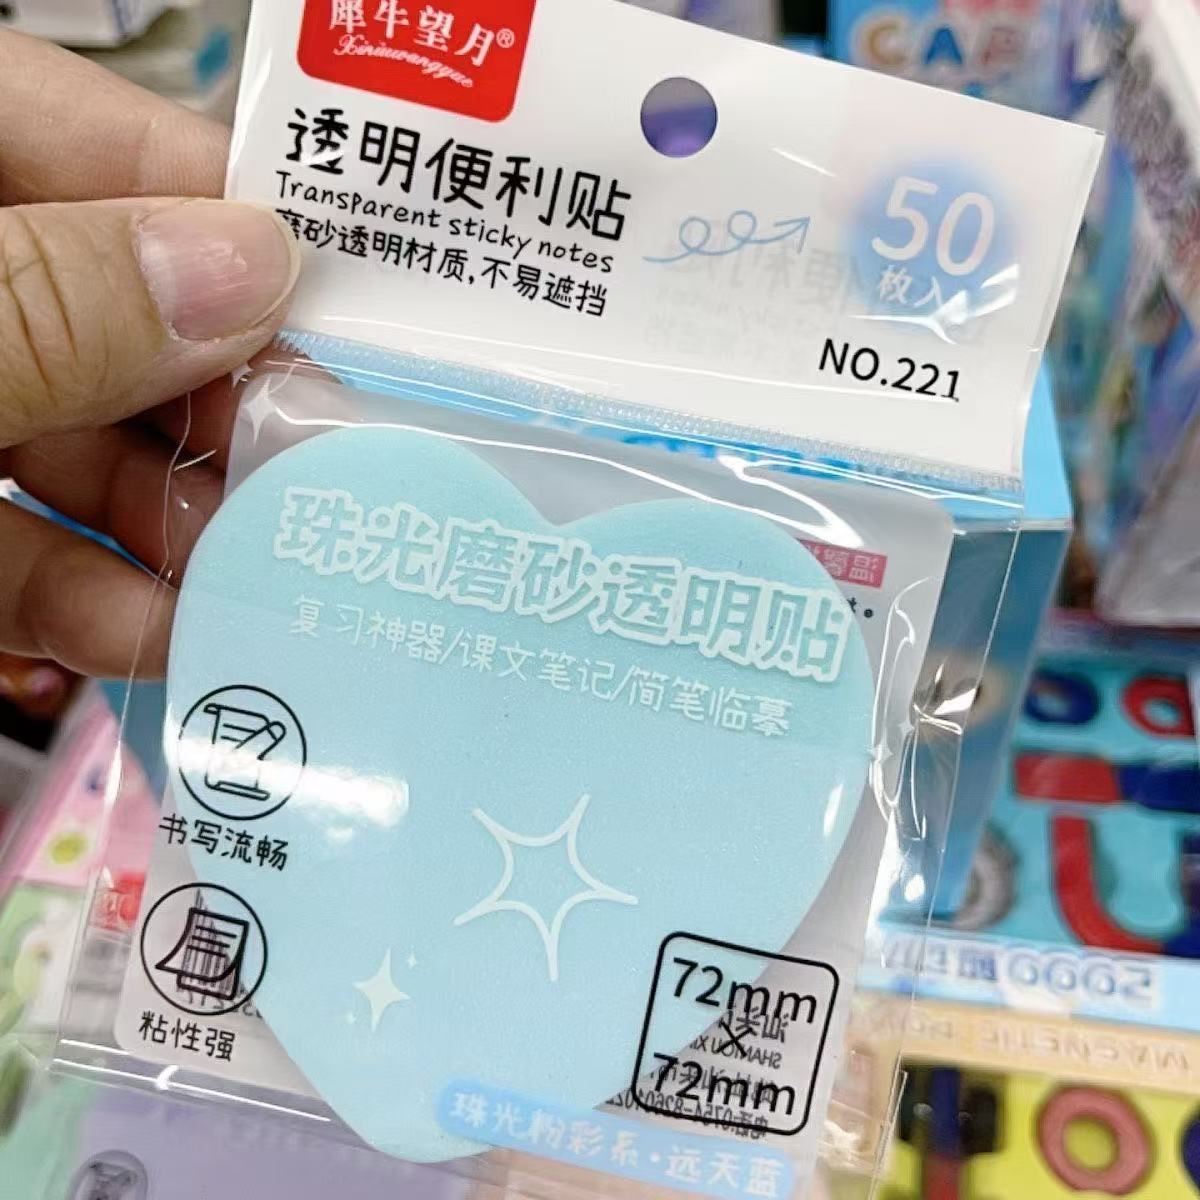 犀牛望月®
Xiniuwangyue
透明便利贴
Transparent sticky notes
磨砂透明材质,不易遮挡
50
枚入
NO.221
珠光磨砂透明贴
复习神器/课文笔记/简笔临摹
书写流畅
粘性强
72mm
×
72mm
珠光粉彩系·远天蓝
CAP